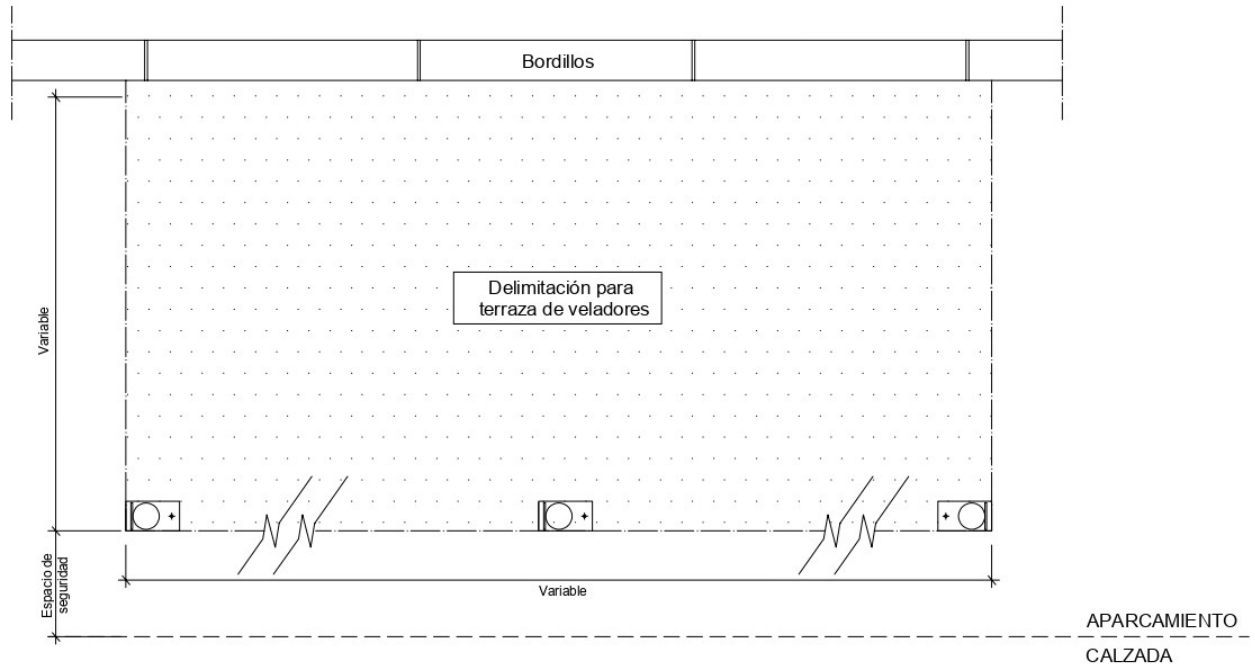 Bordillos
Variable
Delimitación para
terraza de veladores
Espacio de
seguridad
Variable
APARCAMIENTO
CALZADA